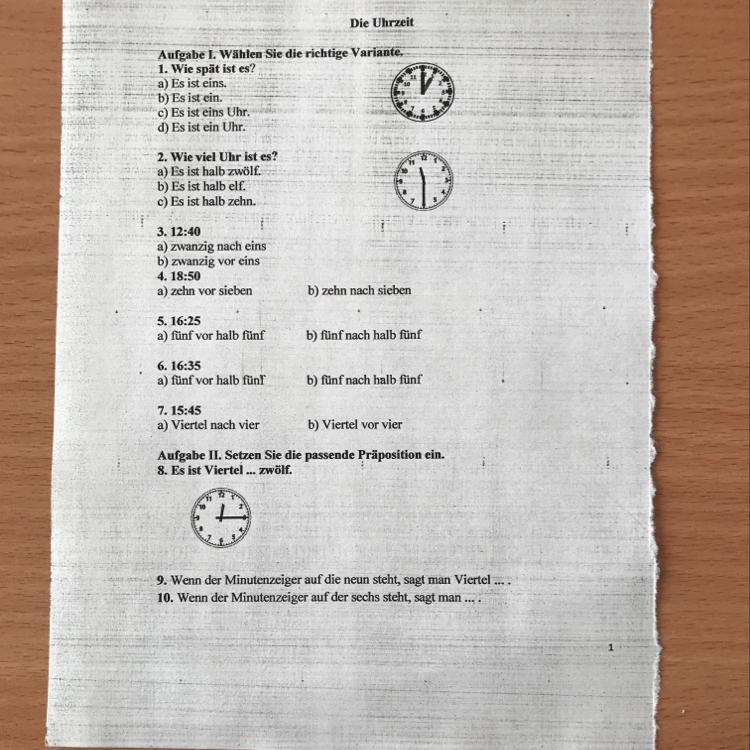 Die Uhrzeit
Aufgabe I. Wählen Sie die richtige Variante.
1. Wie spät ist es?
a) Es ist eins.
b) Es ist ein.
c) Es ist eins Uhr.
d) Es ist ein Uhr.
2. Wie viel Uhr ist es?
a) Es ist halb zwölf.
b) Es ist halb elf.
c) Es ist halb zehn.
3. 12:40
a) zwanzig nach eins
b) zwanzig vor eins
4. 18:50
a) zehn vor sieben b) zehn nach sieben
5. 16:25
a) fünf vor halb fünf b) fünf nach halb fünf
6. 16:35
a) fünf vor halb fünf b) fünf nach halb fünf
7. 15:45
a) Viertel nach vier b) Viertel vor vier
Aufgabe II. Setzen Sie die passende Präposition ein.
8. Es ist Viertel ... zwölf.
9. Wenn der Minutenzeiger auf die neun steht, sagt man Viertel ... .
10. Wenn der Minutenzeiger auf der sechs steht, sagt man ... .
1